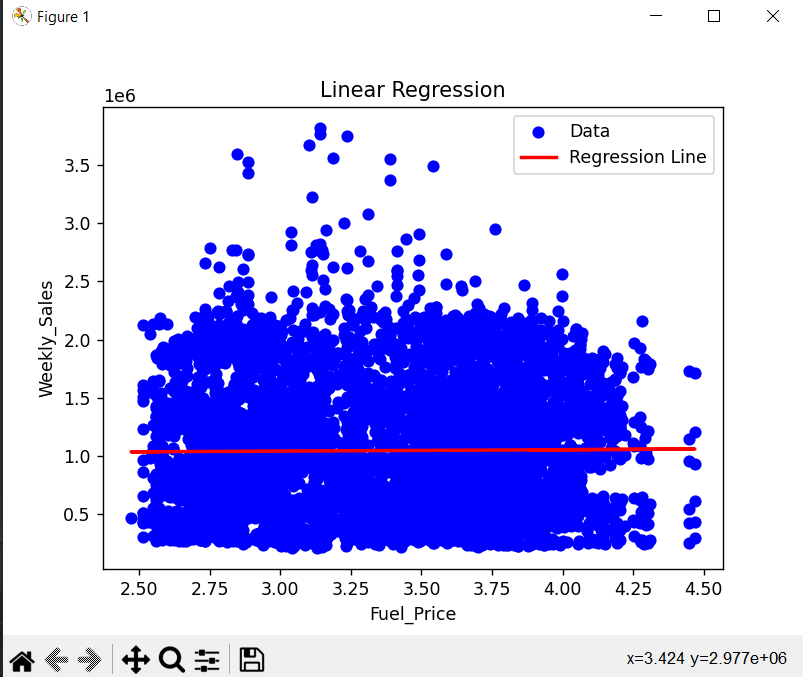 Figure 1
Linear Regression
1e6
Data
Regression Line
3.5
3.0
2.5
2.0
1.5
1.0
0.5
Weekly_Sales
2.50 2.75 3.00 3.25 3.50 3.75 4.00 4.25 4.50
Fuel_Price
x=3.424 y=2.977e+06